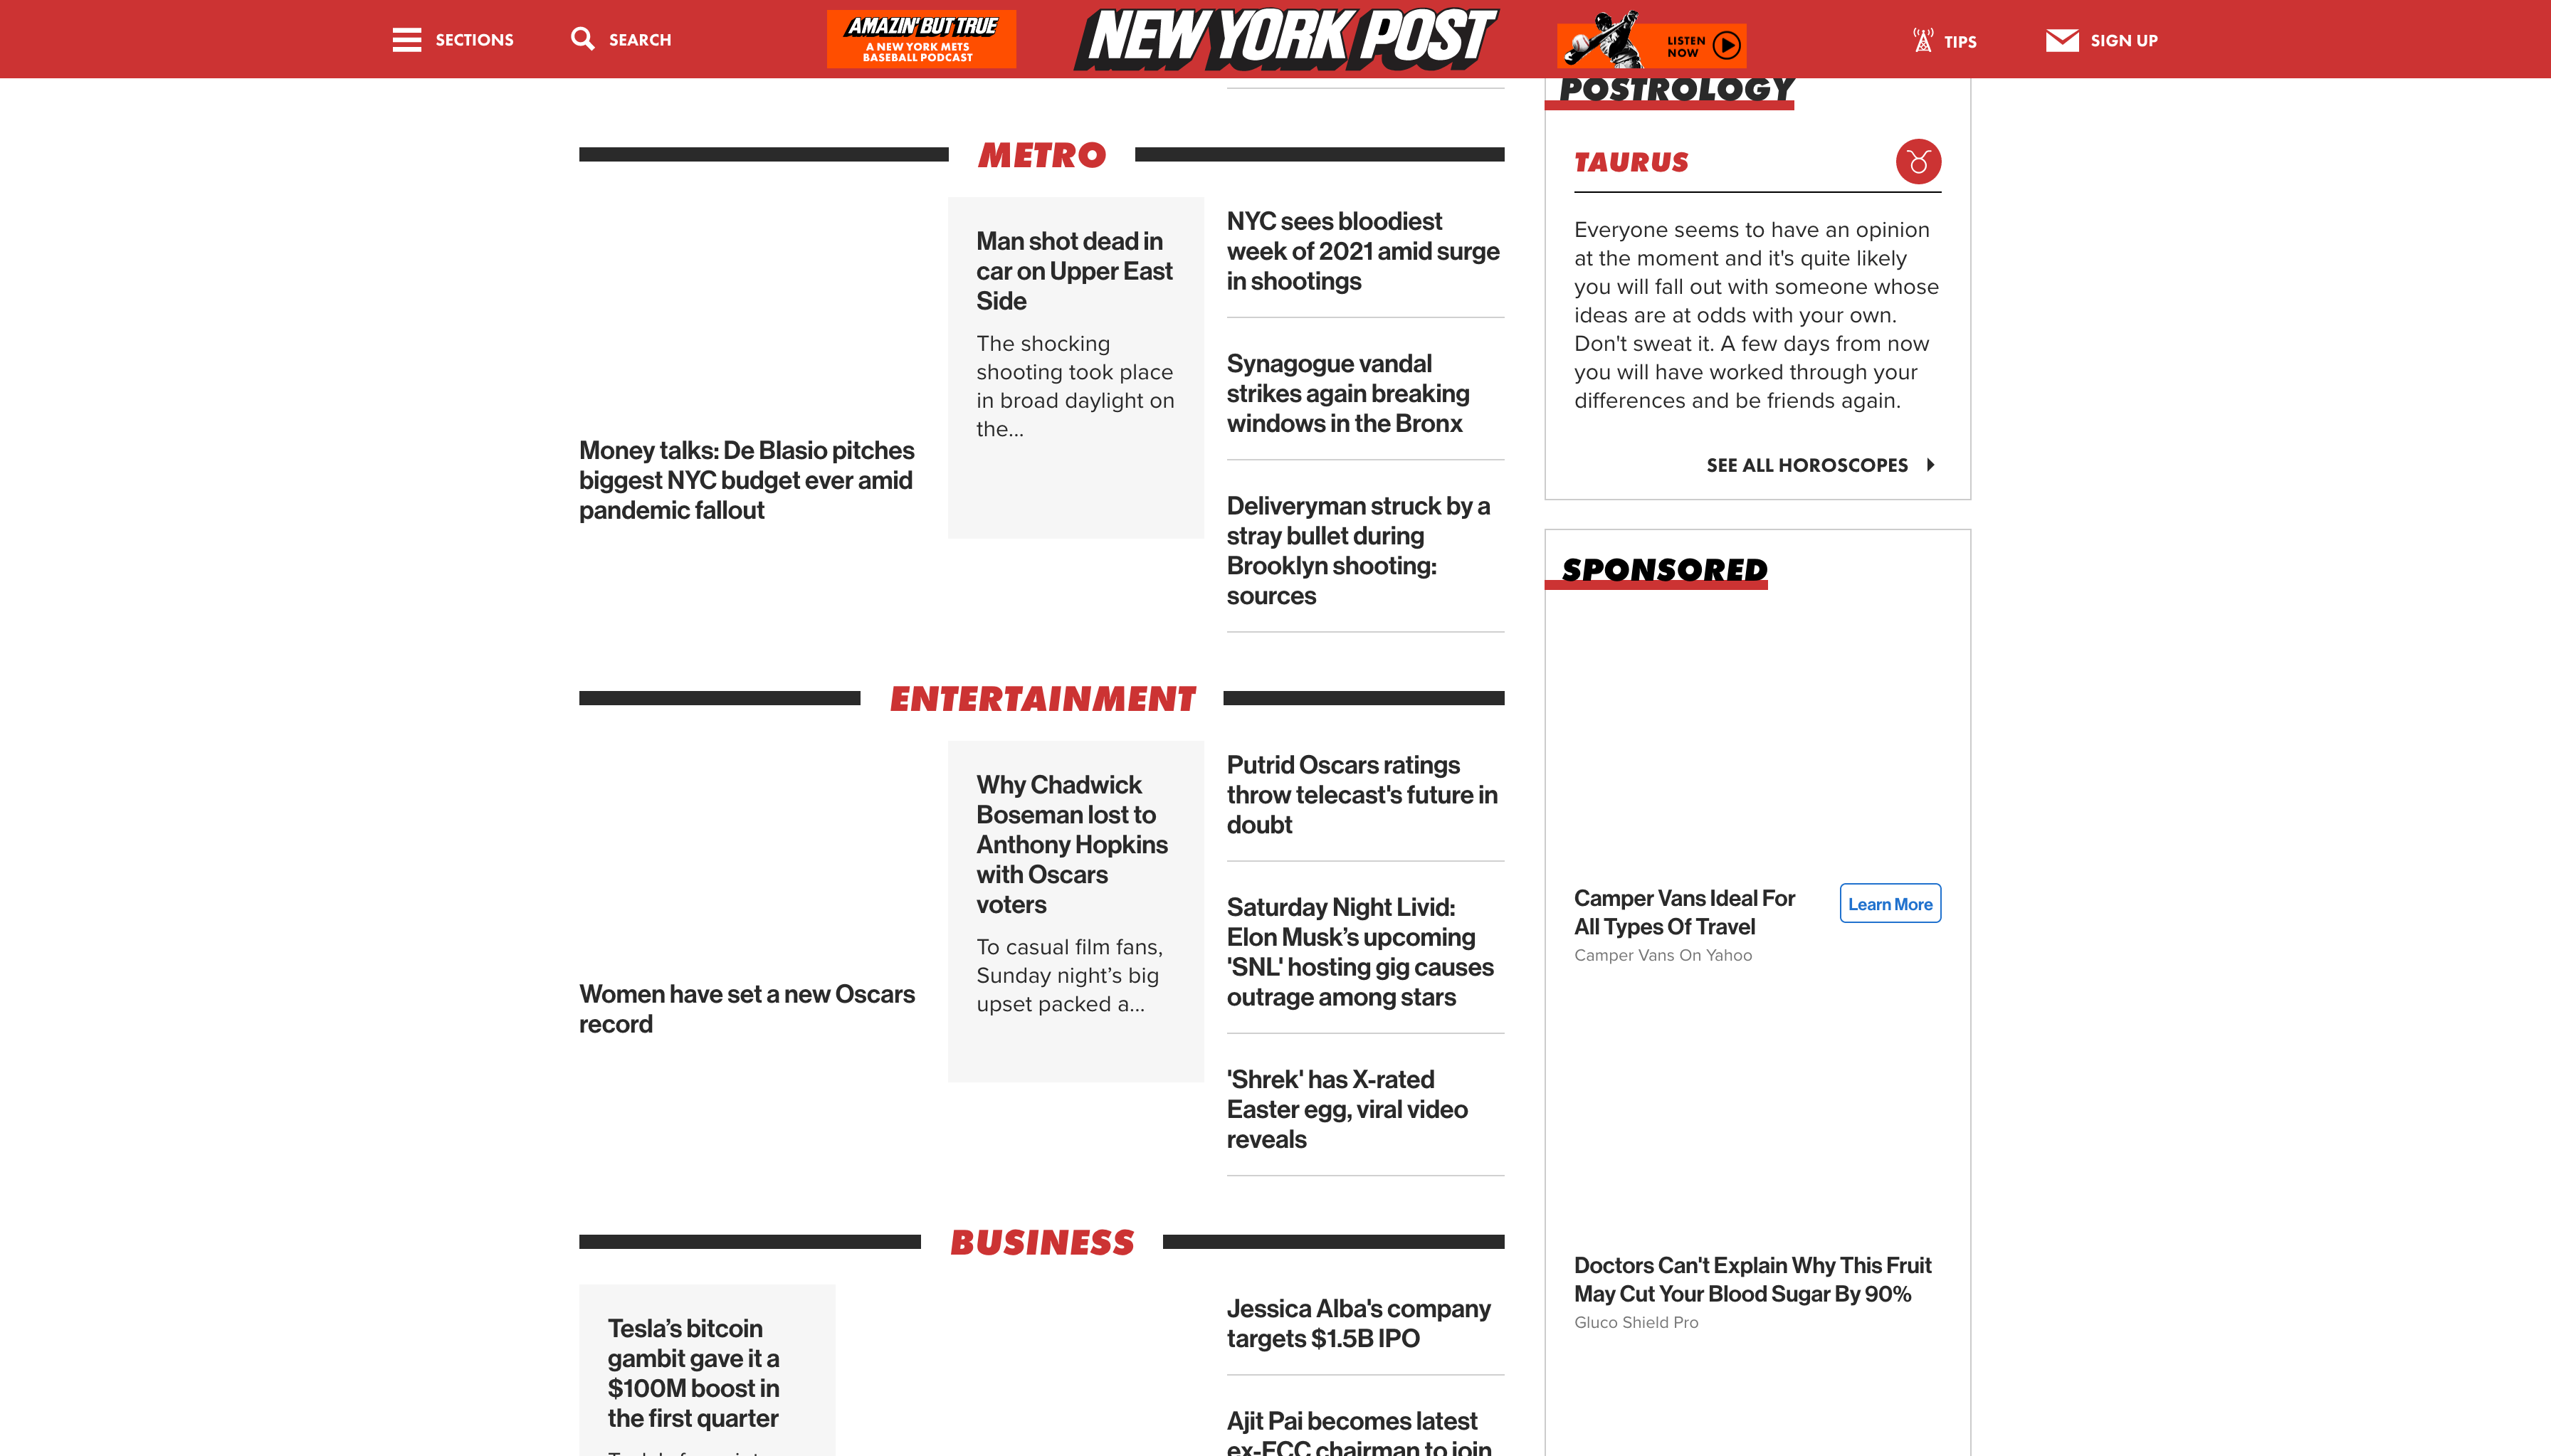 SECTIONS
SEARCH
AMAZIN' BUT TRUE
A NEW YORK METS
BASEBALL PODCAST
NEW YORK POST
LISTEN
NOW
TIPS
SIGN UP
METRO
Money talks: De Blasio pitches
biggest NYC budget ever amid
pandemic fallout
Man shot dead in
car on Upper East
Side
The shocking
shooting took place
in broad daylight on
the...
NYC sees bloodiest
week of 2021 amid surge
in shootings
Synagogue vandal
strikes again breaking
windows in the Bronx
Deliveryman struck by a
stray bullet during
Brooklyn shooting:
sources
ENTERTAINMENT
Women have set a new Oscars
record
Why Chadwick
Boseman lost to
Anthony Hopkins
with Oscars
voters
To casual film fans,
Sunday night’s big
upset packed a...
Putrid Oscars ratings
throw telecast's future in
doubt
Saturday Night Livid:
Elon Musk’s upcoming
'SNL' hosting gig causes
outrage among stars
'Shrek' has X-rated
Easter egg, viral video
reveals
BUSINESS
Tesla’s bitcoin
gambit gave it a
$100M boost in
the first quarter
Jessica Alba's company
targets $1.5B IPO
Ajit Pai becomes latest
ex-FCC chairman to join
POSTROLOGY
TAURUS
Everyone seems to have an opinion
at the moment and it's quite likely
you will fall out with someone whose
ideas are at odds with your own.
Don't sweat it. A few days from now
you will have worked through your
differences and be friends again.
SEE ALL HOROSCOPES
SPONSORED
Camper Vans Ideal For
All Types Of Travel
Camper Vans On Yahoo
Learn More
Doctors Can't Explain Why This Fruit
May Cut Your Blood Sugar By 90%
Gluco Shield Pro